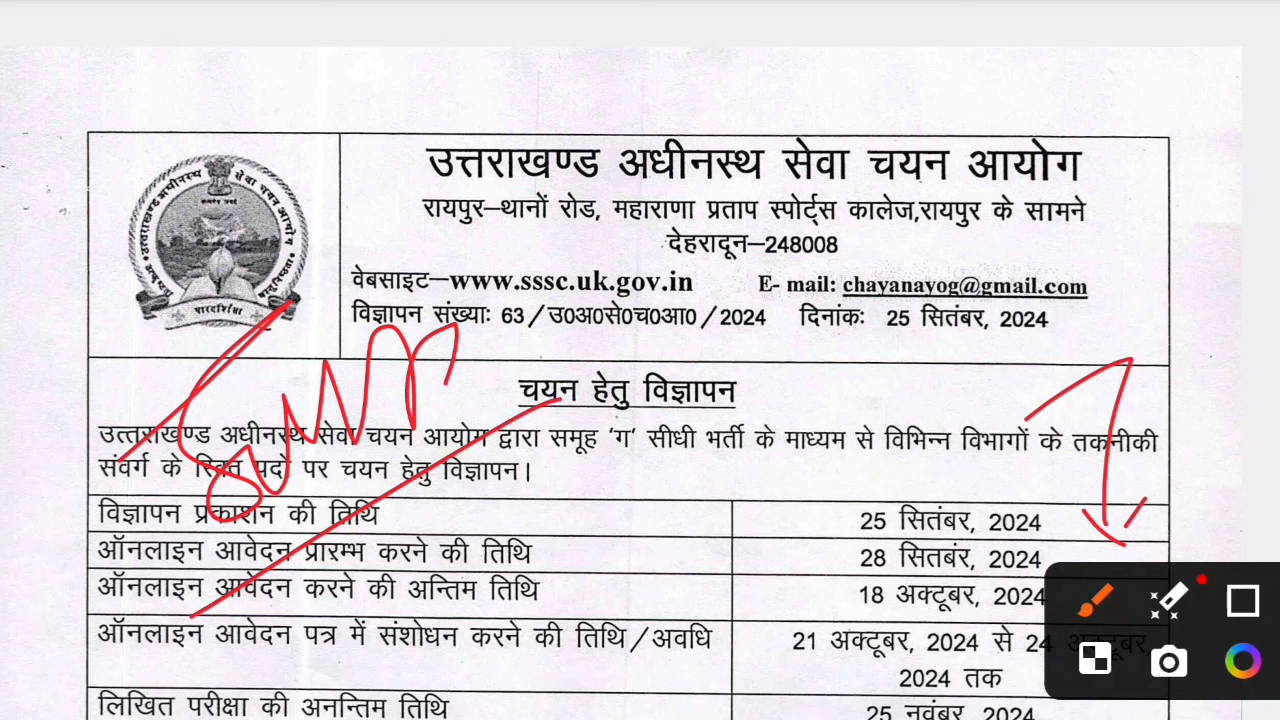 उत्तराखण्ड अधीनस्थ सेवा चयन आयोग
रायपुर–थानों रोड, महाराणा प्रताप स्पोर्ट्स कालेज,रायपुर के सामने
देहरादून–248008
वेबसाइट–www.sssc.uk.gov.in E- mail: chayanayog@gmail.com
विज्ञापन संख्याः 63/उ0अ0से0च0आ0/2024 दिनांकः 25 सितंबर, 2024
चयन हेतु विज्ञापन
उत्तराखण्ड अधीनस्थ सेवा चयन आयोग द्वारा समूह 'ग' सीधी भर्ती के माध्यम से विभिन्न विभागों के तकनीकी
संवर्ग के रिक्त पदों पर चयन हेतु विज्ञापन।
विज्ञापन प्रकाशन की तिथि 25 सितंबर, 2024
ऑनलाइन आवेदन प्रारम्भ करने की तिथि 28 सितबंर, 2024
ऑनलाइन आवेदन करने की अन्तिम तिथि 18 अक्टूबर, 2024
ऑनलाइन आवेदन पत्र में संशोधन करने की तिथि/अवधि 21 अक्टूबर, 2024 से 24 अक्टूबर,
2024 तक
लिखित परीक्षा की अनन्तिम तिथि 25 नवंबर, 2024
पारदर्शिता